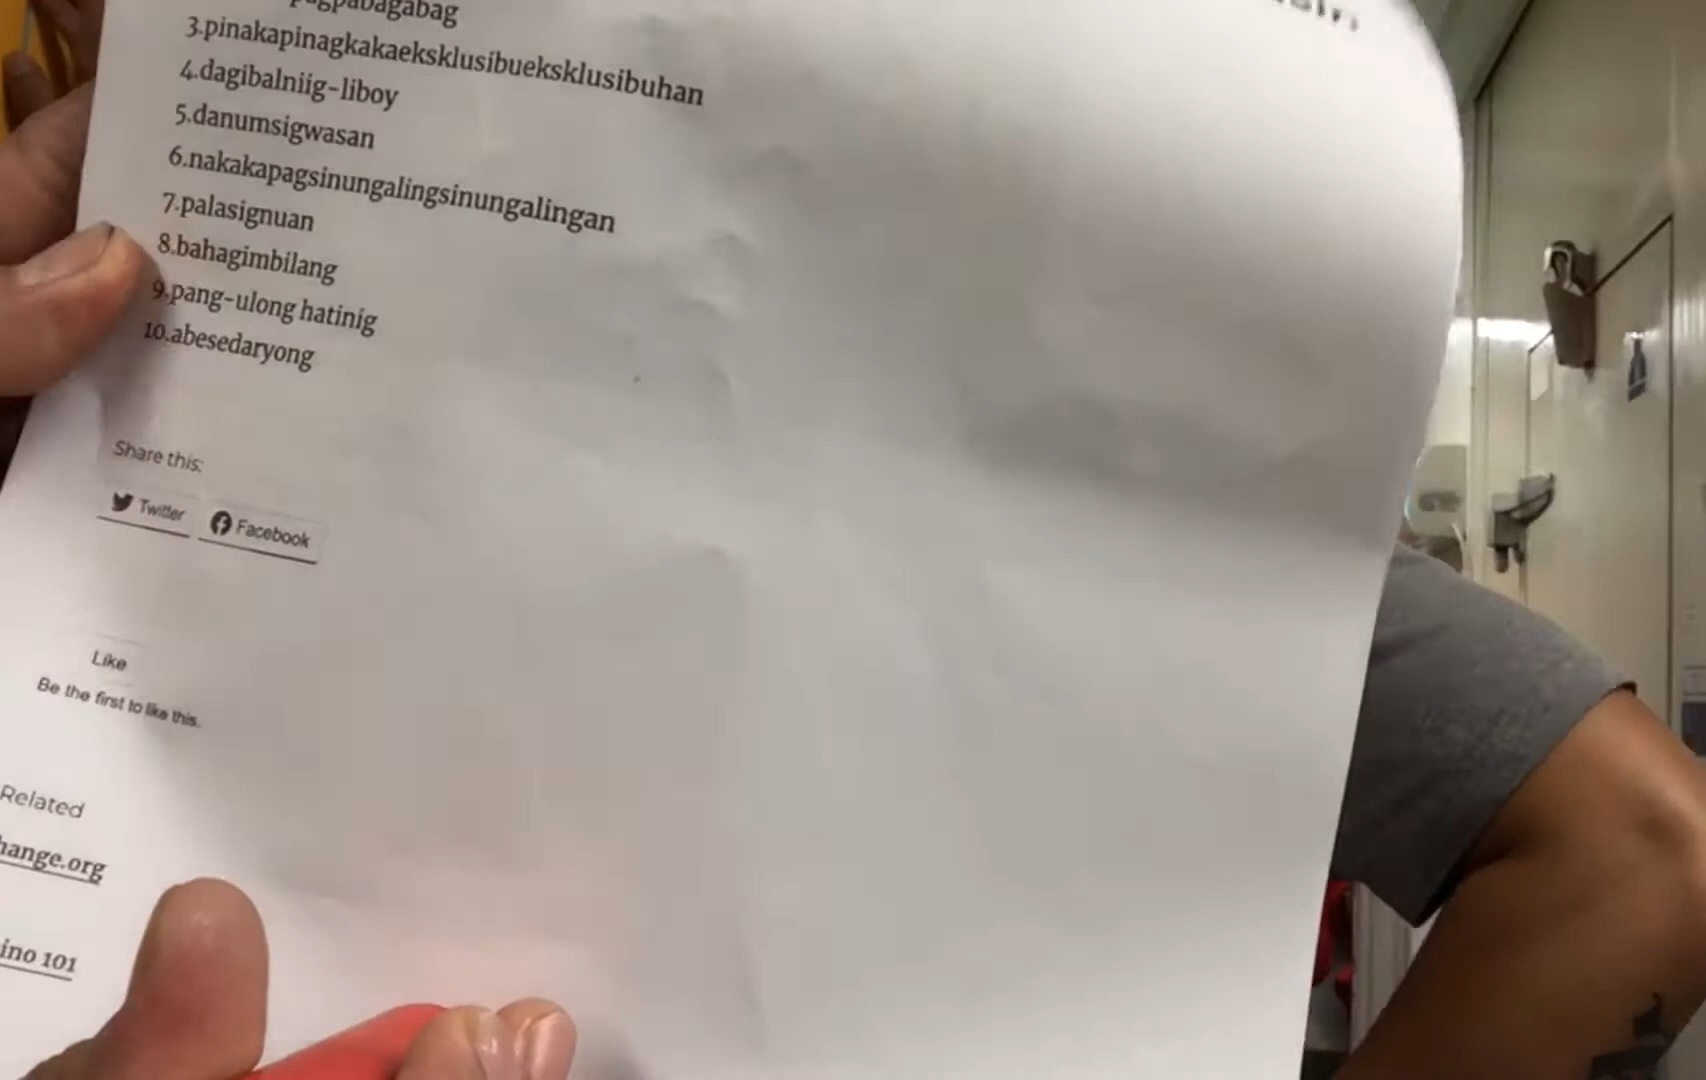 3.pinakapinagkakaeksklusibueksklusibuhan
4.dagibalniig-liboy
5.danumsigwasan
6.nakakapagsinungalingsinungalingan
7.palasignuan
8.bahagimbilang
9.pang-ulong hatinig
10.abesedaryong
Share this:
Twitter Facebook
Like
Be the first to like this.
Related
hange.org
ino 101